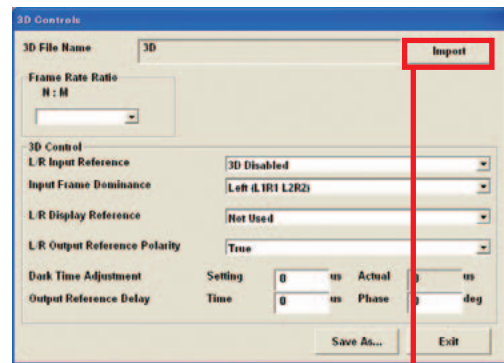 3D Controls
3D File Name 3D Import
Frame Rate Ratio
N : M
3D Control
L/R Input Reference 3D Disabled
Input Frame Dominance Left (L1R1 L2R2)
L/R Display Reference Not Used
L/R Output Reference Polarity True
Dark Time Adjustment Setting 0 us Actual 0 us
Output Reference Delay Time 0 us Phase 0 deg
Save As... Exit